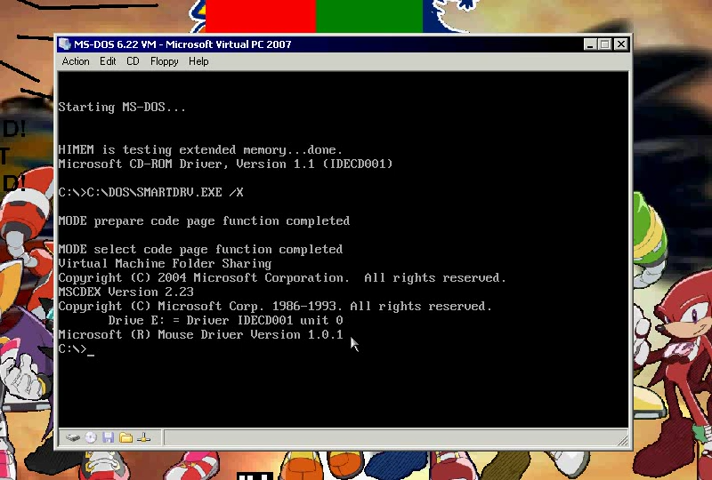 MS-DOS 6.22 VM - Microsoft Virtual PC 2007
Action Edit CD Floppy Help
Starting MS-DOS...
HIMEM is testing extended memory...done.
Microsoft CD-ROM Driver, Version 1.1 (IDECD001)
C:\>C:\DOS\SMARTDRV.EXE /X
MODE prepare code page function completed
MODE select code page function completed
Virtual Machine Folder Sharing
Copyright (C) 2004 Microsoft Corporation.  All rights reserved.
MSCDEX Version 2.23
Copyright (C) Microsoft Corp. 1986-1993. All rights reserved.
Drive E: = Driver IDECD001 unit 0
Microsoft (R) Mouse Driver Version 1.0.1
C:\>_
D!
T
D!